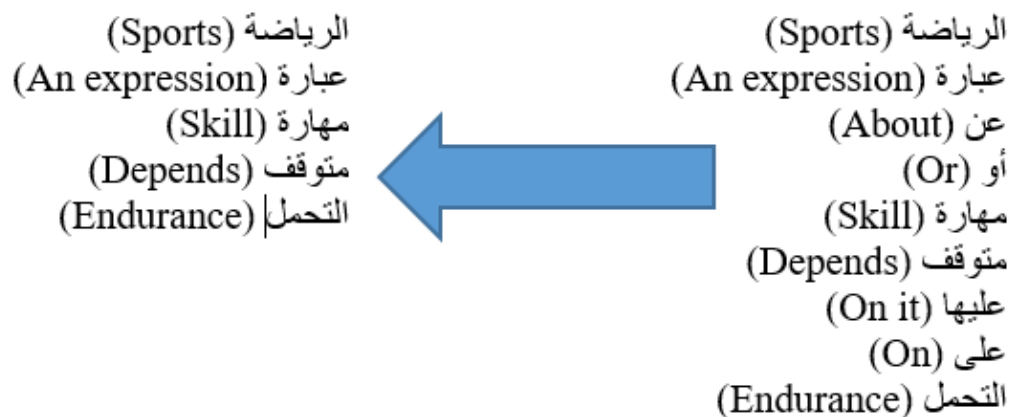 الرياضة (Sports)
عبارة (An expression)
عن (About)
أو (Or)
مهارة (Skill)
متوقف (Depends)
عليها (On it)
على (On)
التحمل (Endurance)
الرياضة (Sports)
عبارة (An expression)
مهارة (Skill)
متوقف (Depends)
التحمل (Endurance)